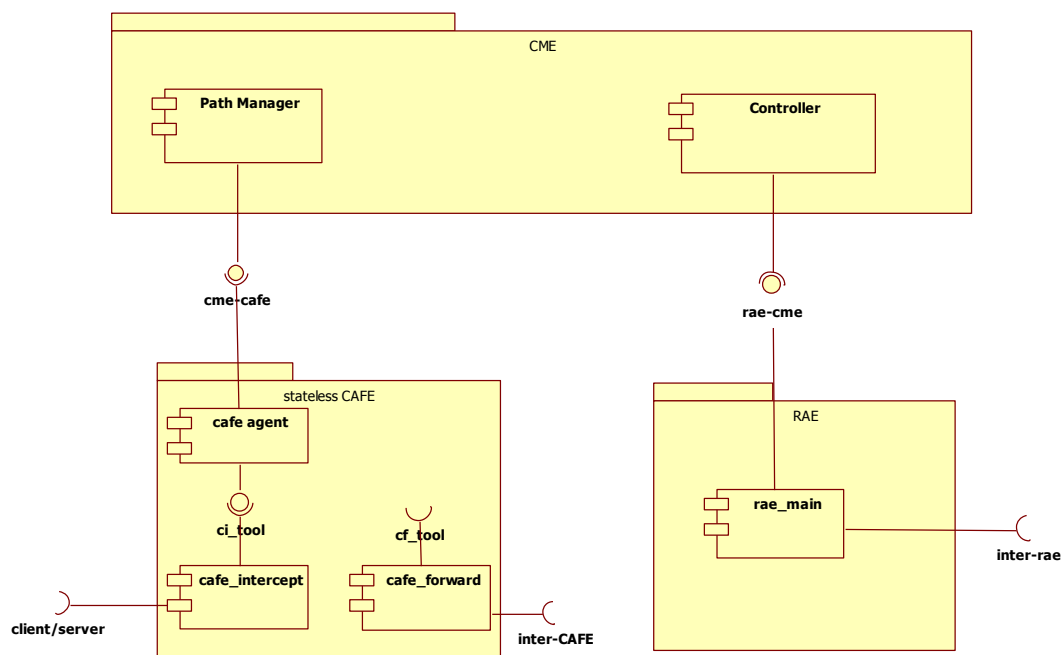 CME
Path Manager
Controller
cme-cafe
rae-cme
stateless CAFE
RAE
cafe agent
rae_main
ci_tool
cf_tool
inter-rae
cafe_intercept
cafe_forward
client/server
inter-CAFE